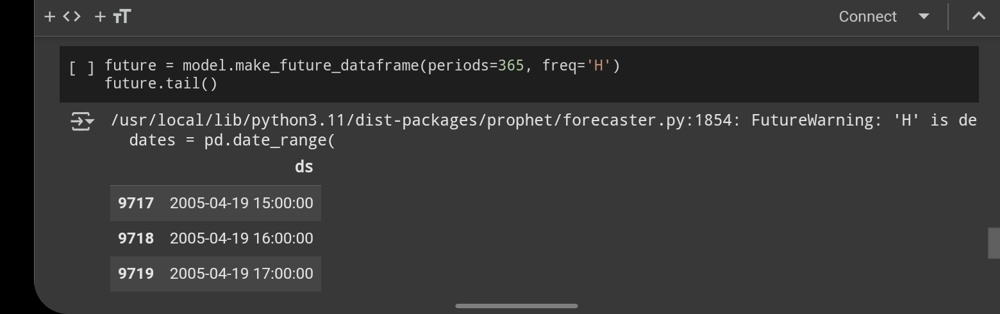 + <> + TT Connect
[ ] future = model.make_future_dataframe(periods=365, freq='H')
future.tail()
/usr/local/lib/python3.11/dist-packages/prophet/forecaster.py:1854: FutureWarning: 'H' is de
dates = pd.date_range(
ds
9717 2005-04-19 15:00:00
9718 2005-04-19 16:00:00
9719 2005-04-19 17:00:00